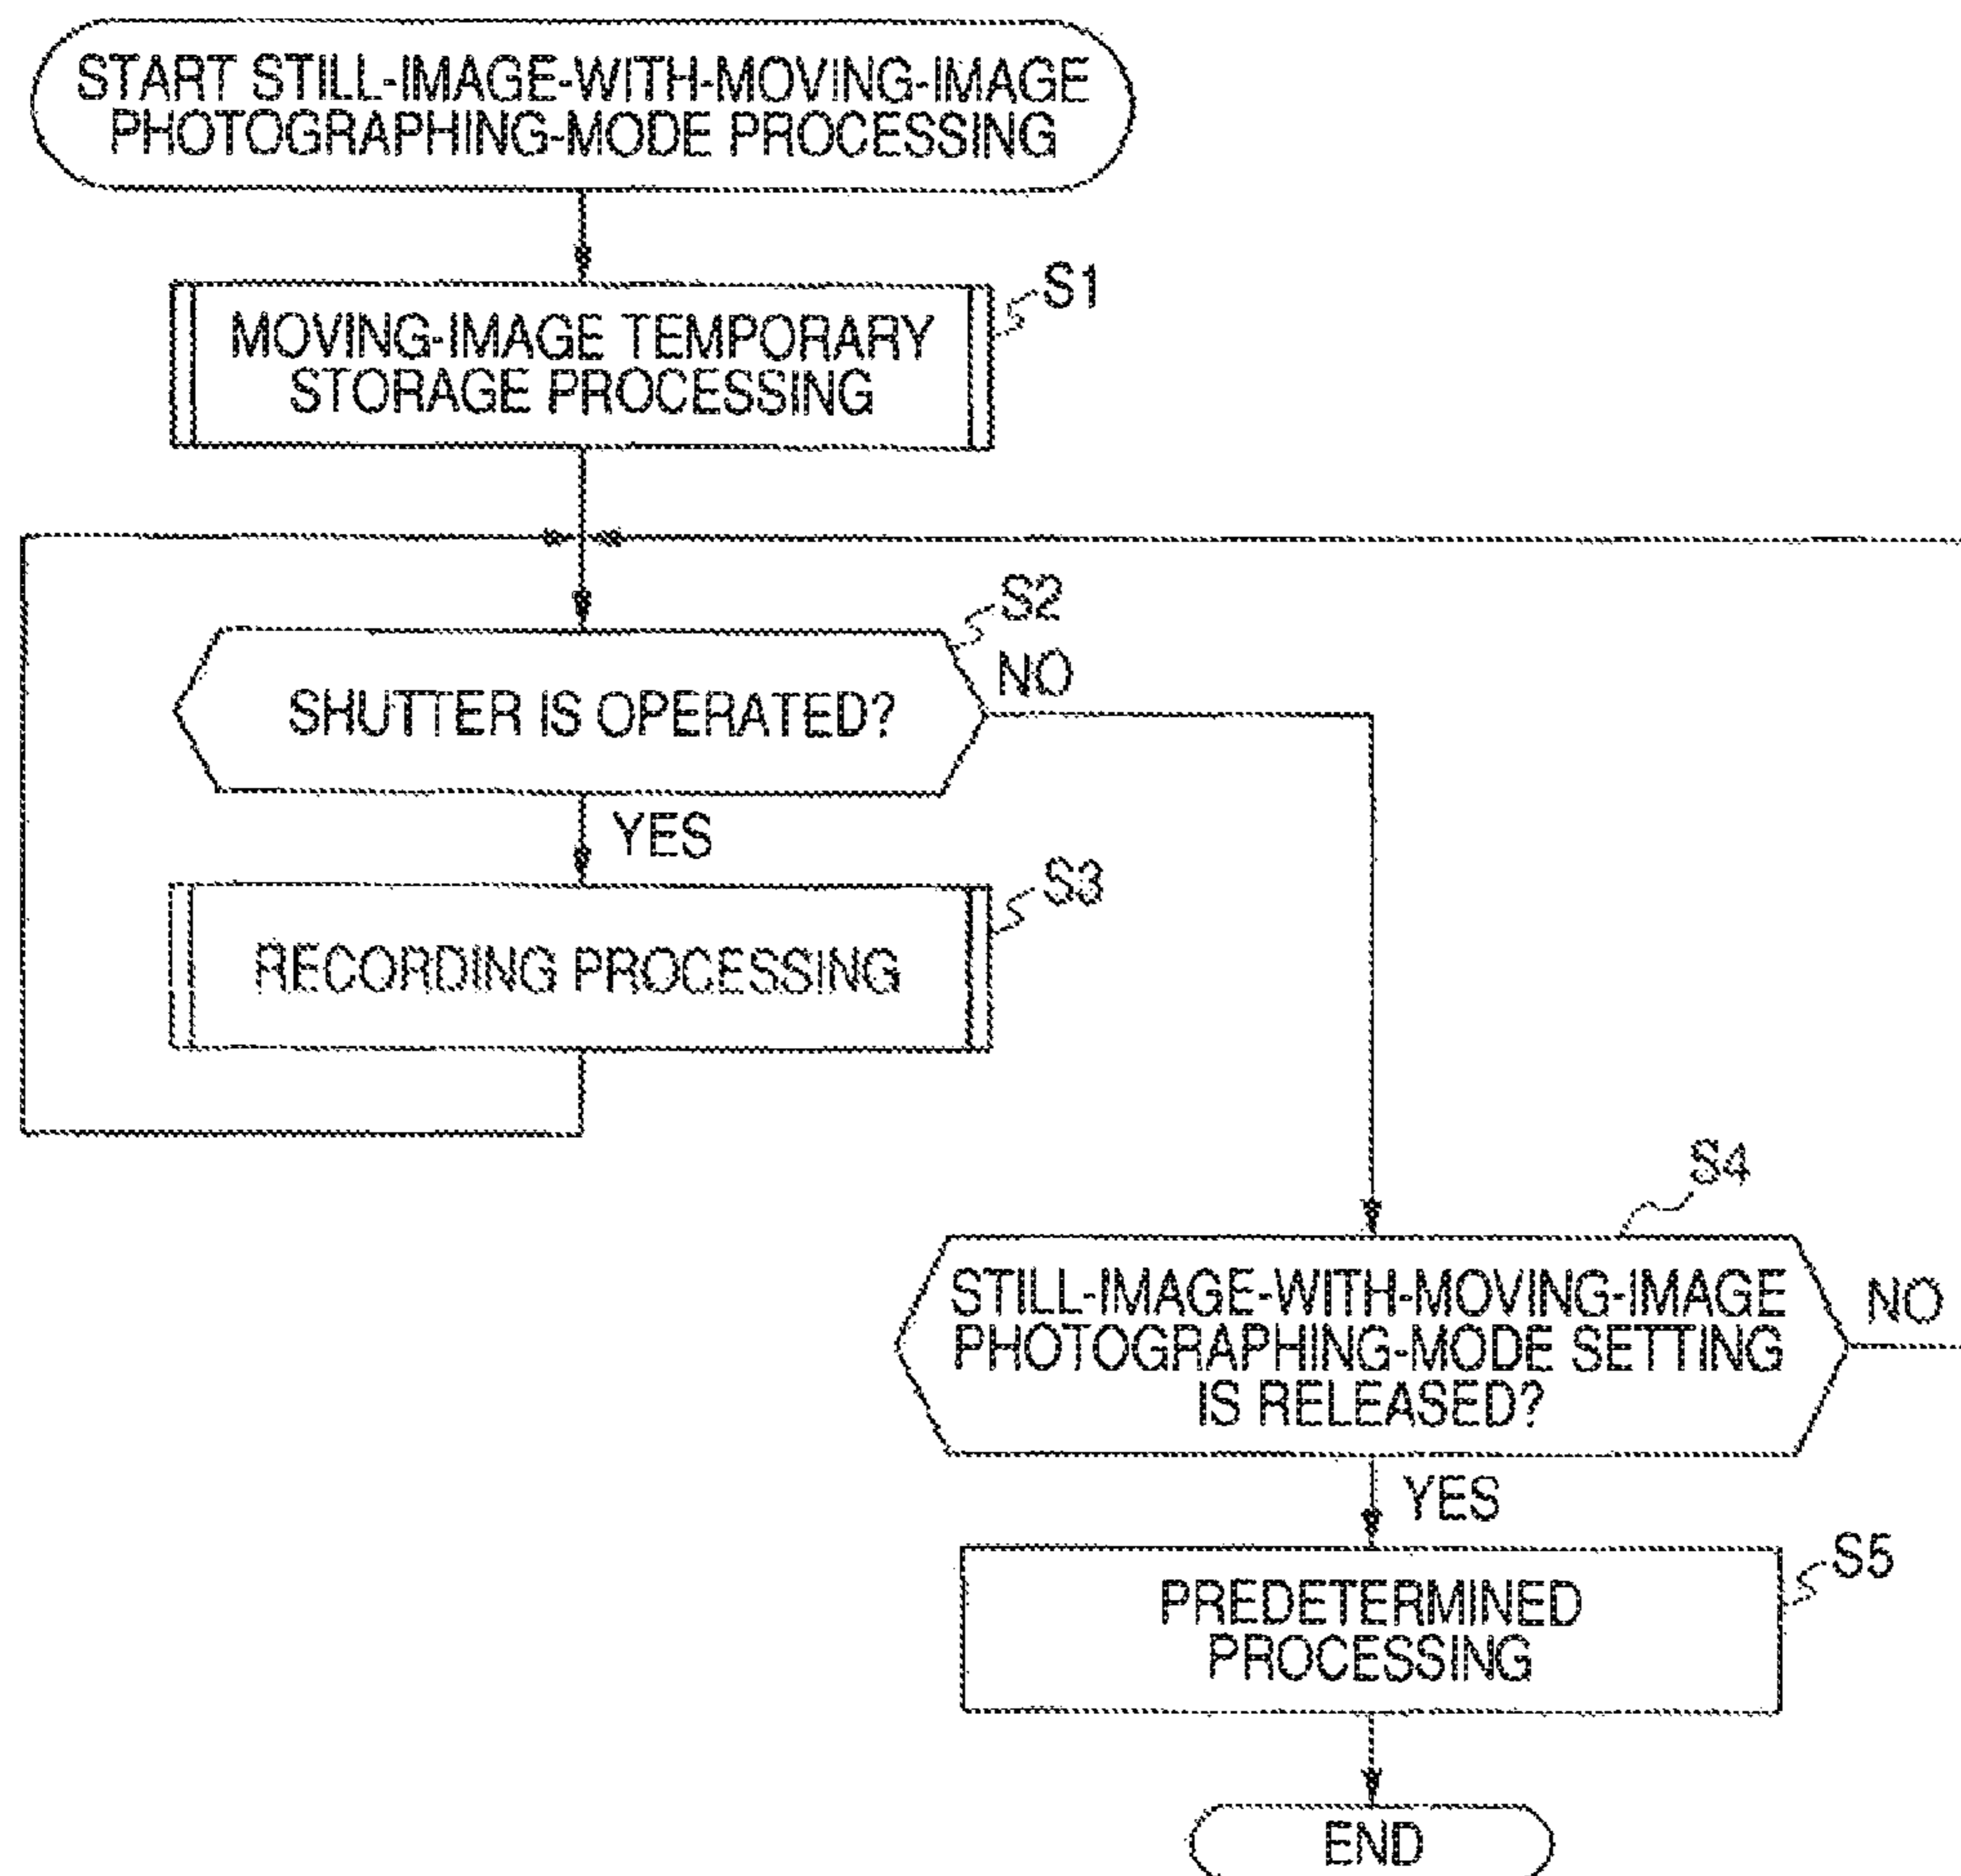 START STILL-IMAGE-WITH-MOVING-IMAGE
PHOTOGRAPHING-MODE PROCESSING
S1
MOVING-IMAGE TEMPORARY
STORAGE PROCESSING
S2
NO
SHUTTER IS OPERATED?
YES
S3
RECORDING PROCESSING
S4
STILL-IMAGE-WITH-MOVING-IMAGE
PHOTOGRAPHING-MODE SETTING
IS RELEASED?
NO
YES
S5
PREDETERMINED
PROCESSING
END